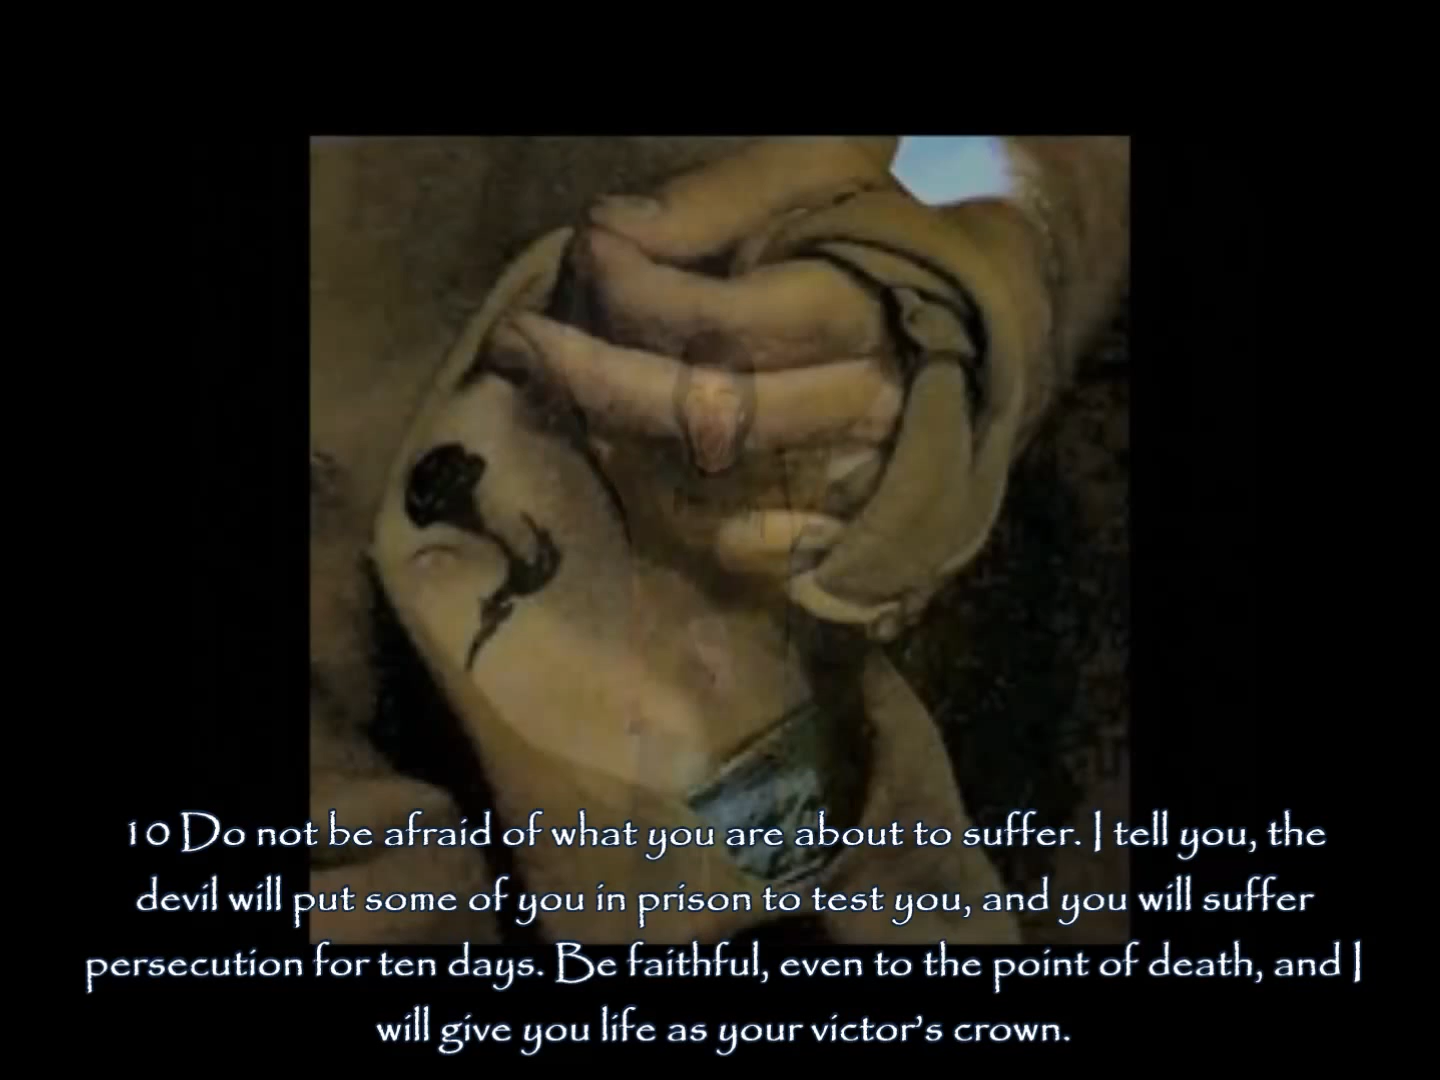 10 Do not be afraid of what you are about to suffer. I tell you, the
devil will put some of you in prison to test you, and you will suffer
persecution for ten days. Be faithful, even to the point of death, and I
will give you life as your victor’s crown.